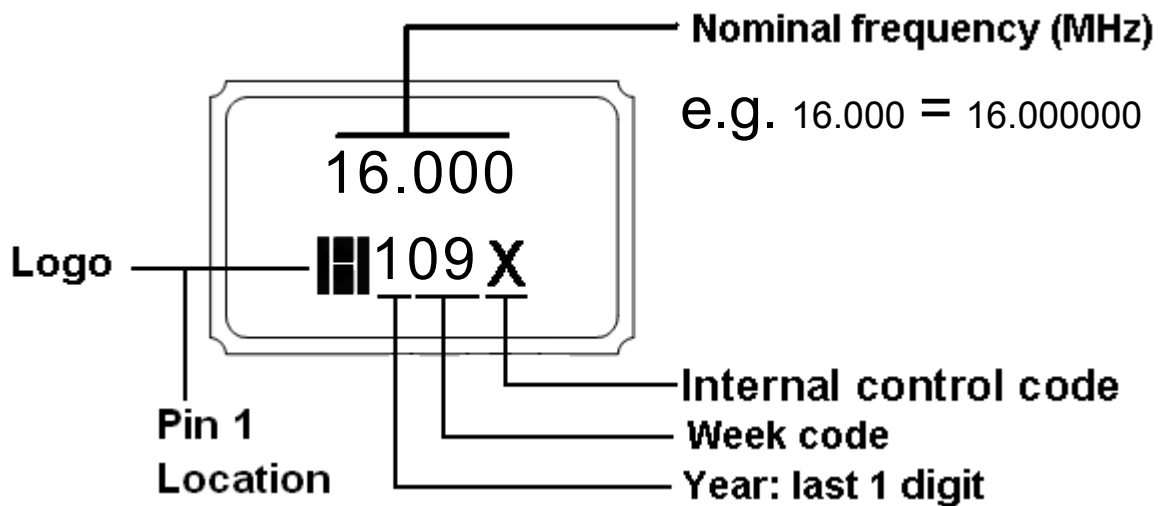 Nominal frequency (MHz)
e.g. 16.000 = 16.000000
16.000
Logo
109 X
Internal control code
Pin 1
Location
Week code
Year: last 1 digit